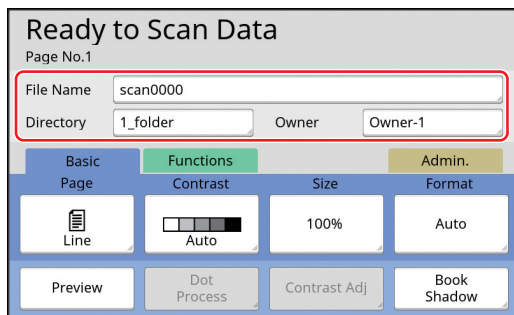 Ready to Scan Data
Page No.1
File Name scan0000
Directory 1_folder Owner Owner-1
Basic Functions Admin.
Page Contrast Size Format
Line Auto 100% Auto
Preview Dot Process Contrast Adj Book Shadow